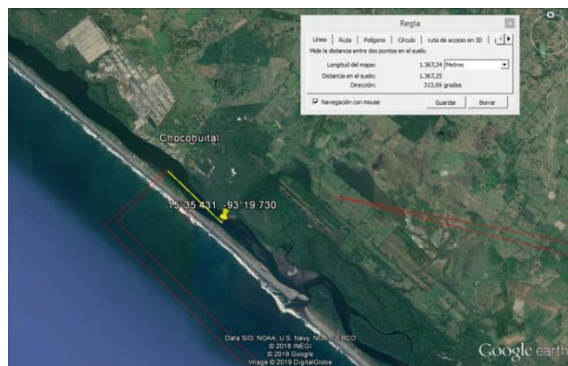 Regla
Línea Ruta Polígono Círculo ruta de acceso en 3D
Mide la distancia entre dos puntos en el suelo.
Longitud del mapa: 1.367,24 Metros
Distancia en el suelo: 1.367,25
Dirección: 313,69 grados
Navegación con mouse Guardar Borrar
Chocohuital
15°35.431, -93°19.730
Data SIO, NOAA, U.S. Navy, NGA, GEBCO
© 2018 INEGI
© 2018 Google
Image © 2019 DigitalGlobe
Google earth